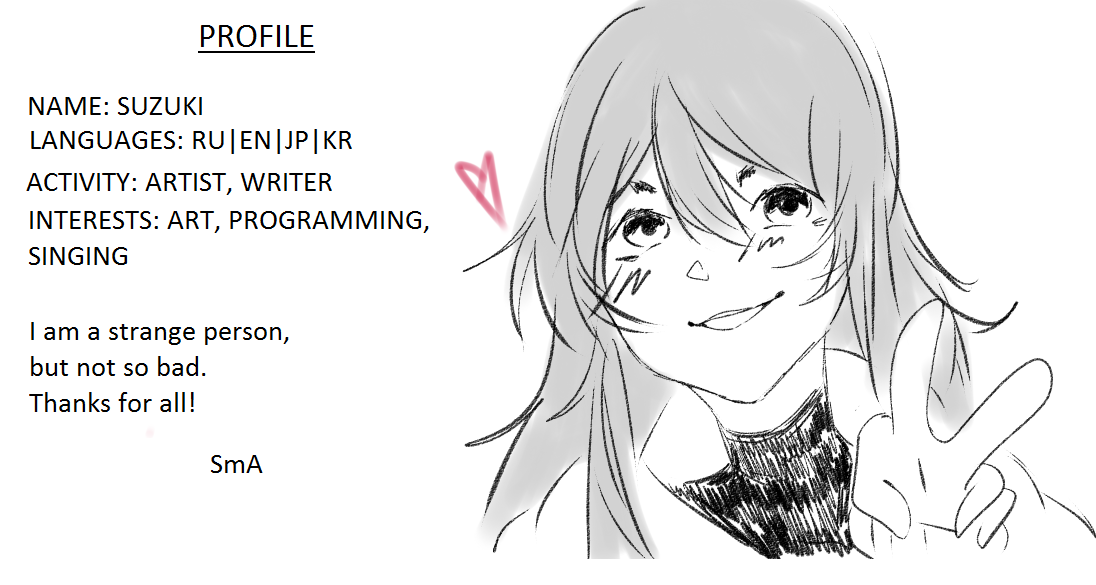 PROFILE
NAME: SUZUKI
LANGUAGES: RU|EN|JP|KR
ACTIVITY: ARTIST, WRITER
INTERESTS: ART, PROGRAMMING,
SINGING
I am a strange person,
but not so bad.
Thanks for all!
SmA